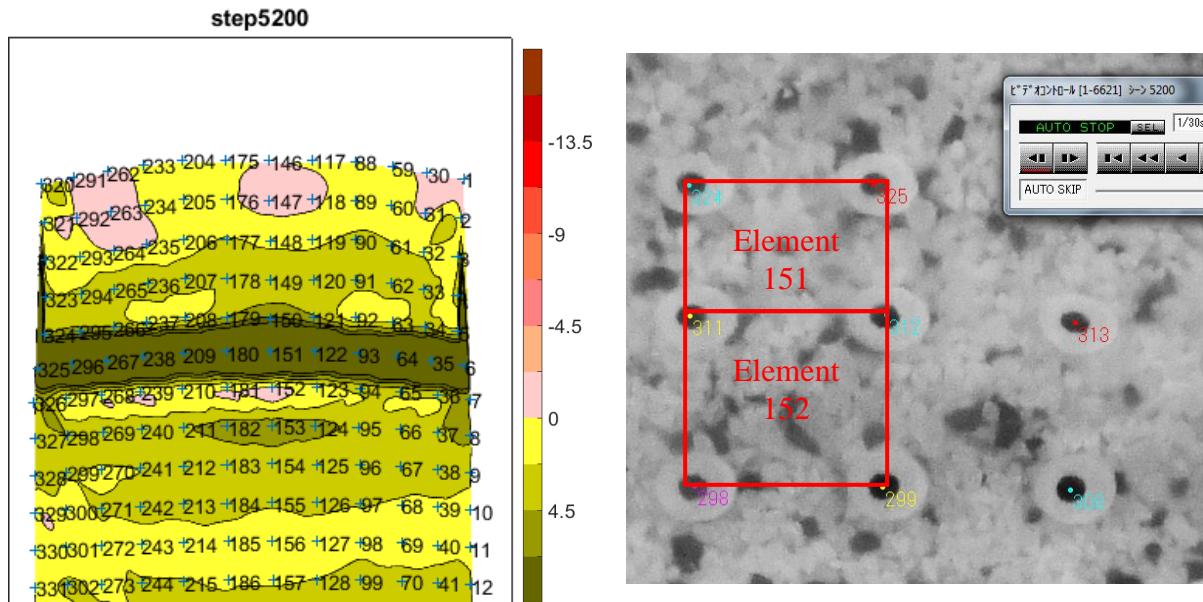 step5200
320 291 262 233 204 175 146 117 88 59 30 1
321 292 263 234 205 176 147 118 89 60 31 2
322 293 264 235 206 177 148 119 90 61 32 3
323 294 265 236 207 178 149 120 91 62 33 4
324 295 266 237 208 179 150 121 92 63 34 5
325 296 267 238 209 180 151 122 93 64 35 6
326 297 268 239 210 181 152 123 94 65 36 7
327 298 269 240 211 182 153 124 95 66 37 8
328 299 270 241 212 183 154 125 96 67 38 9
329 300 271 242 213 184 155 126 97 68 39 10
330 301 272 243 214 185 156 127 98 69 40 11
331 302 273 244 215 186 157 128 99 70 41 12
-13.5
-9
-4.5
0
4.5
ﾋﾞﾃﾞｵｺﾝﾄﾛｰﾙ [1-6621] ｼｰﾝ 5200
AUTO STOP SEL 1/30s
AUTO SKIP
324 325
Element
151
311 312 313
Element
152
298 299 300